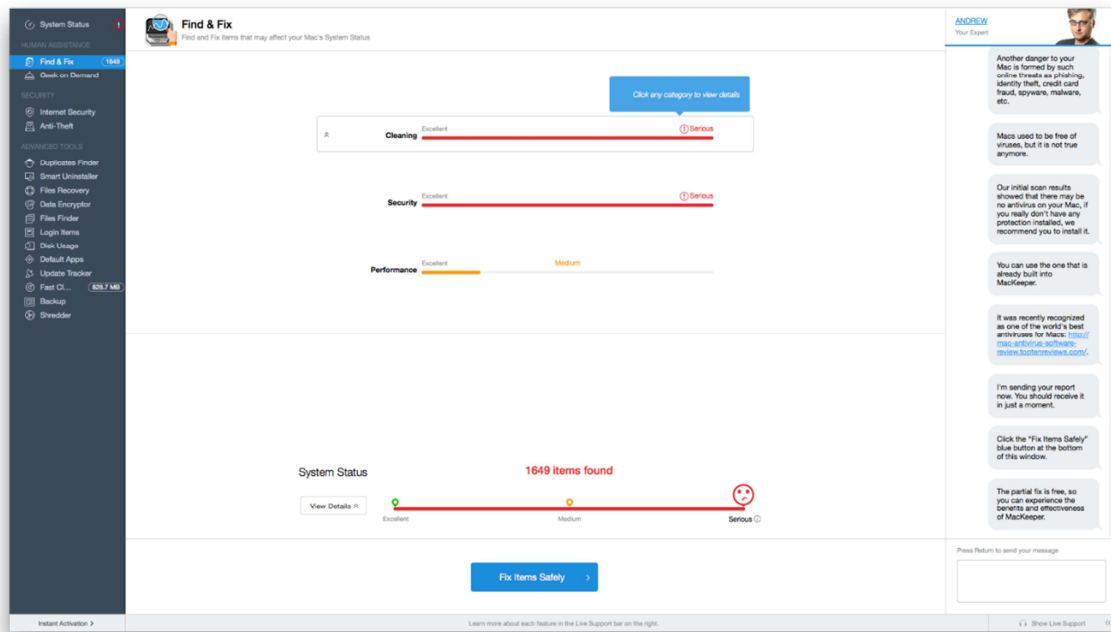 System Status
!
HUMAN ASSISTANCE
Find & Fix
1649
Geek on Demand
SECURITY
Internet Security
Anti-Theft
ADVANCED TOOLS
Duplicates Finder
Smart Uninstaller
Files Recovery
Data Encryptor
Files Finder
Login Items
Disk Usage
Default Apps
Update Tracker
Fast Cl...
829.7 MB
Backup
Shredder
Instant Activation >
Find & Fix
Find and Fix items that may affect your Mac's System Status
Click any category to view details
Cleaning
Excellent
Serious
Security
Excellent
Serious
Performance
Excellent
Medium
System Status
1649 items found
View Details
Excellent
Medium
Serious
Fix Items Safely >
Learn more about each feature in the Live Support bar on the right.
ANDREW
Your Expert
Another danger to your
Mac is formed by such
online threats as phishing,
identity theft, credit card
fraud, spyware, malware,
etc.
Macs used to be free of
viruses, but it is not true
anymore.
Our initial scan results
showed that there may be
no antivirus on your Mac, if
you really don't have any
protection installed, we
recommend you to install it.
You can use the one that is
already built into
MacKeeper.
It was recently recognized
as one of the world's best
antiviruses for Macs: http://
mac-antivirus-software-
review.toptenreviews.com/.
I'm sending your report
now. You should receive it
in just a moment.
Click the "Fix Items Safely"
blue button at the bottom
of this window.
The partial fix is free, so
you can experience the
benefits and effectiveness
of MacKeeper.
Press Return to send your message
Show Live Support